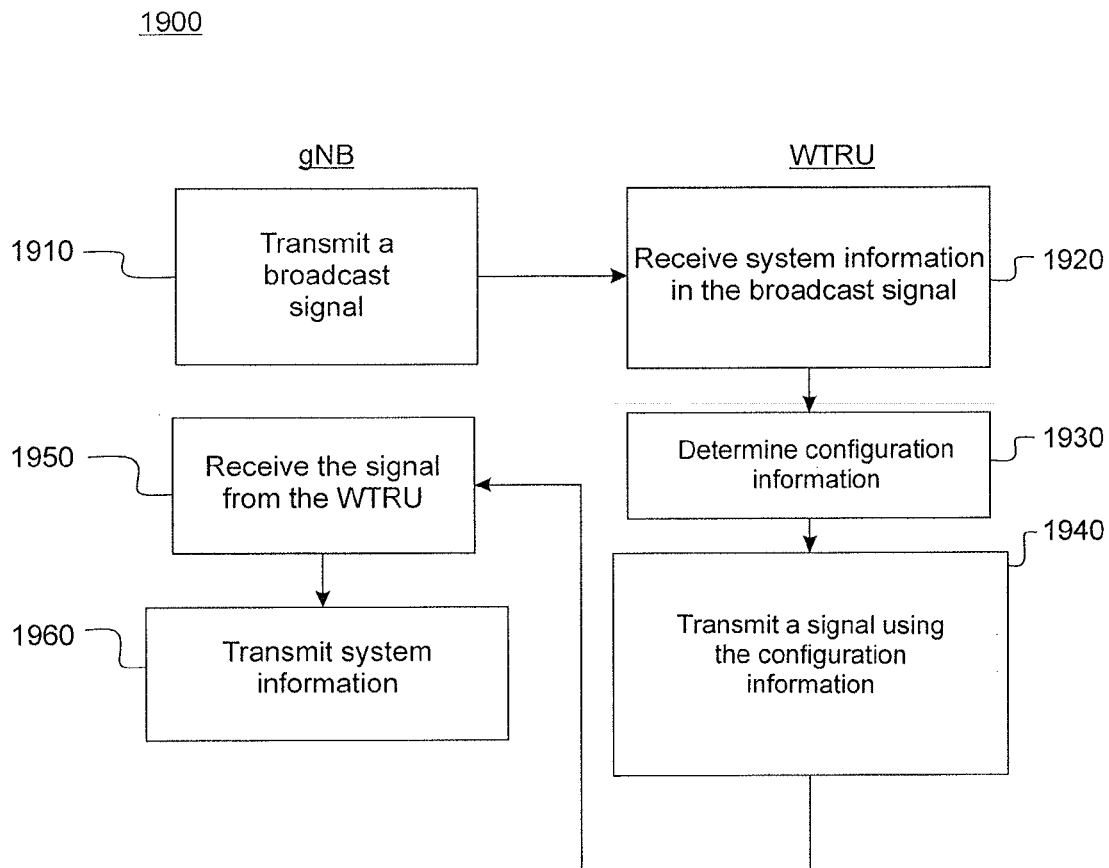 1900
gNB
WTRU
1910
Transmit a
broadcast
signal
Receive system information
in the broadcast signal
1920
1950
Receive the signal
from the WTRU
Determine configuration
information
1930
1940
1960
Transmit system
information
Transmit a signal using
the configuration
information